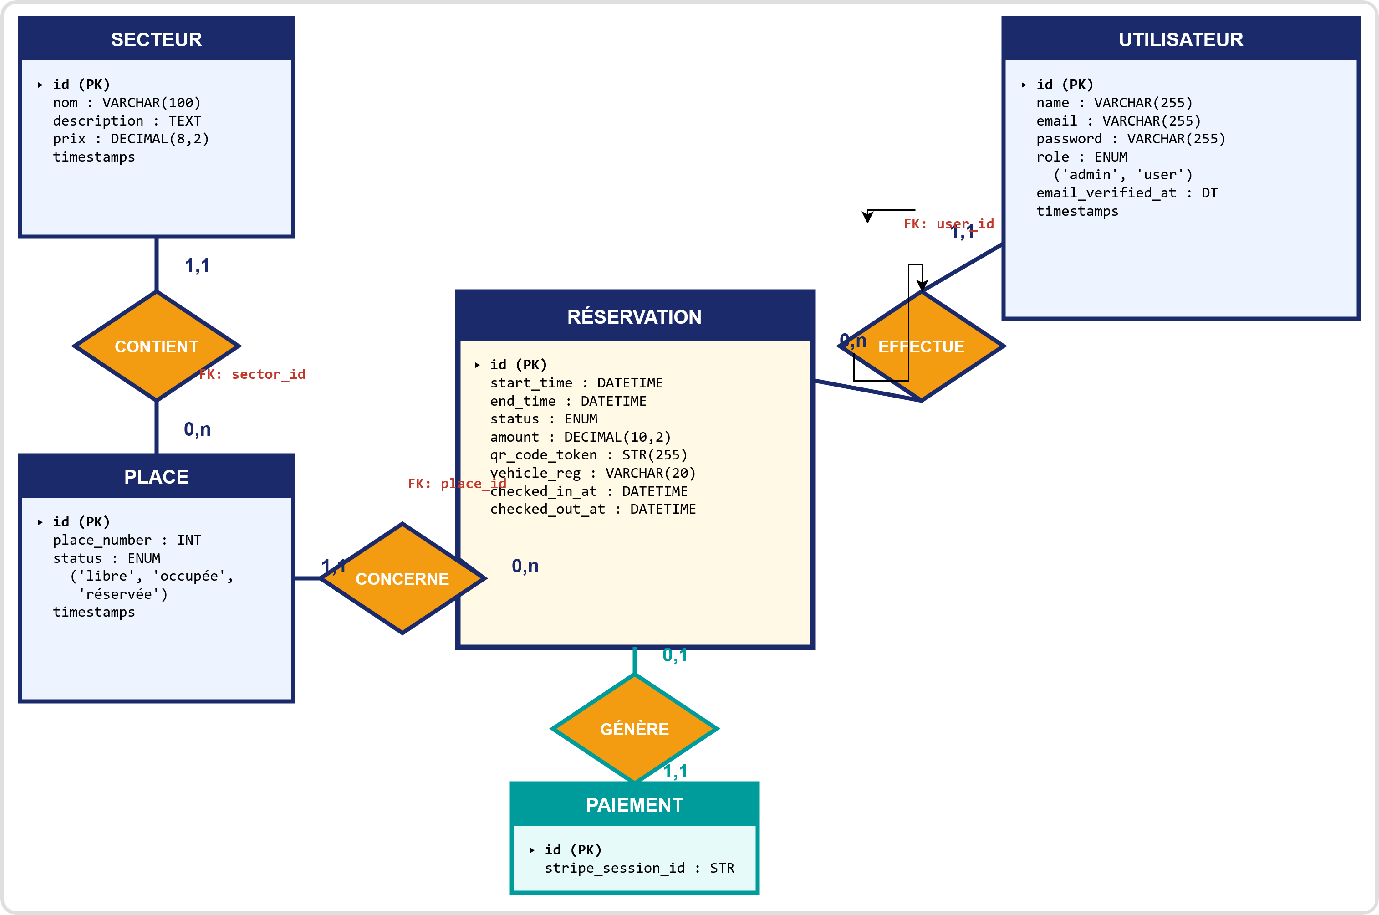 SECTEUR
▸ id (PK)
nom : VARCHAR(100)
description : TEXT
prix : DECIMAL(8,2)
timestamps
1,1
CONTIENT
FK: sector_id
0,n
PLACE
▸ id (PK)
place_number : INT
status : ENUM
('libre', 'occupée',
'réservée')
timestamps
1,1
CONCERNE
FK: place_id
0,n
RÉSERVATION
▸ id (PK)
start_time : DATETIME
end_time : DATETIME
status : ENUM
amount : DECIMAL(10,2)
qr_code_token : STR(255)
vehicle_reg : VARCHAR(20)
checked_in_at : DATETIME
checked_out_at : DATETIME
UTILISATEUR
▸ id (PK)
name : VARCHAR(255)
email : VARCHAR(255)
password : VARCHAR(255)
role : ENUM
('admin', 'user')
email_verified_at : DT
timestamps
FK: user_id
1,1
0,n
EFFECTUE
0,1
GÉNÈRE
1,1
PAIEMENT
▸ id (PK)
stripe_session_id : STR